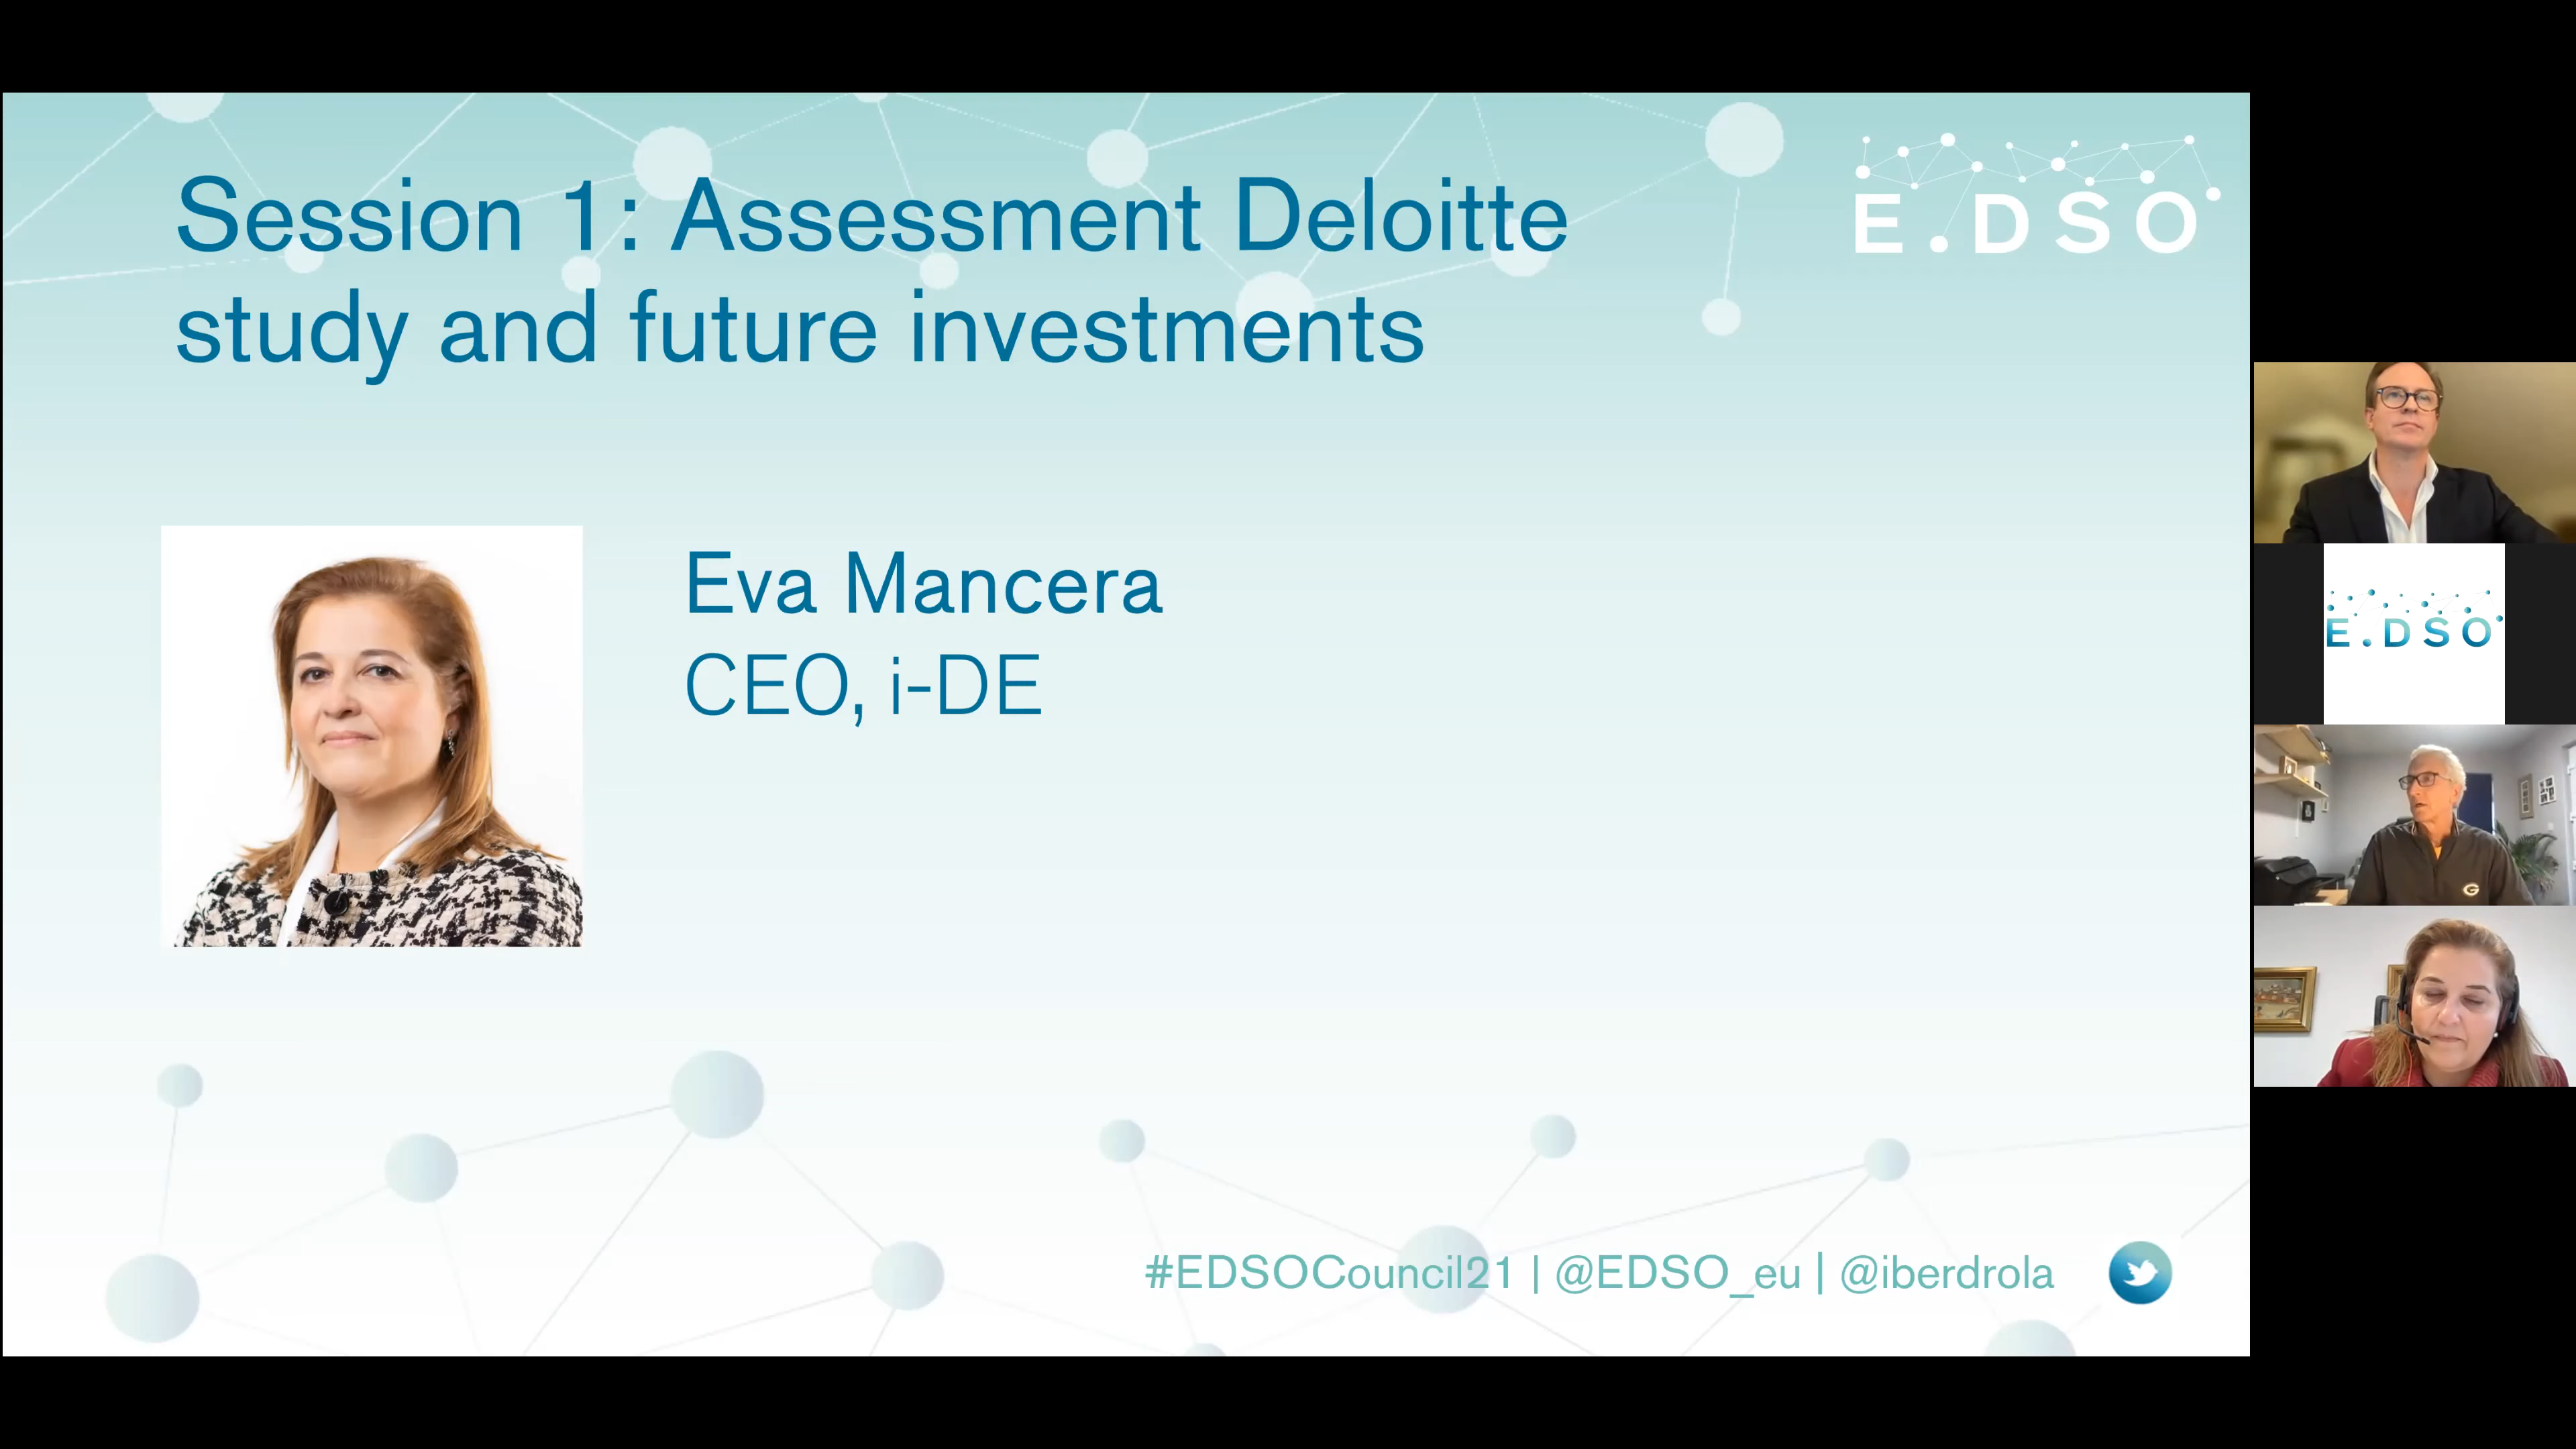 Session 1: Assessment Deloitte
study and future investments
E.DSO
Eva Mancera
CEO, i-DE
E.DSO
G
#EDSOCouncil21 | @EDSO_eu | @iberdrola